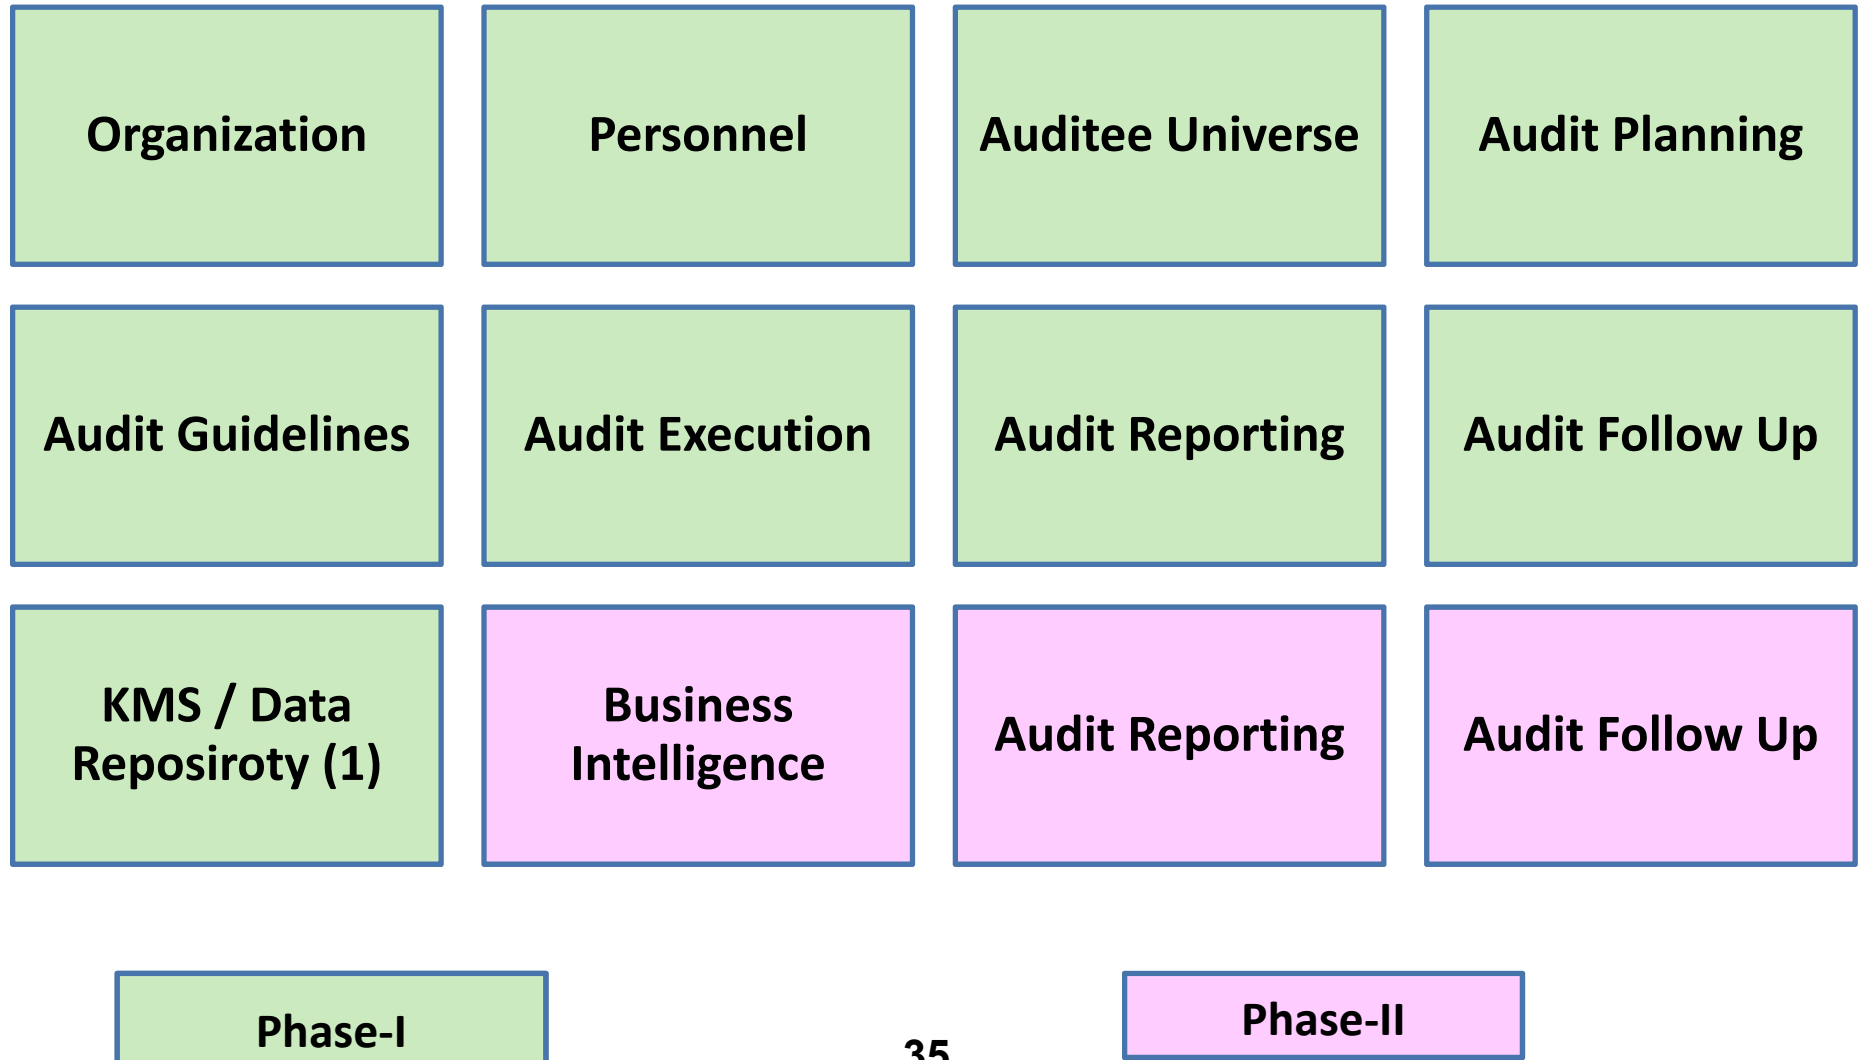 Organization
Personnel
Auditee Universe
Audit Planning
Audit Guidelines
Audit Execution
Audit Reporting
Audit Follow Up
KMS / Data
Reposiroty (1)
Business
Intelligence
Audit Reporting
Audit Follow Up
Phase-I
35
Phase-II